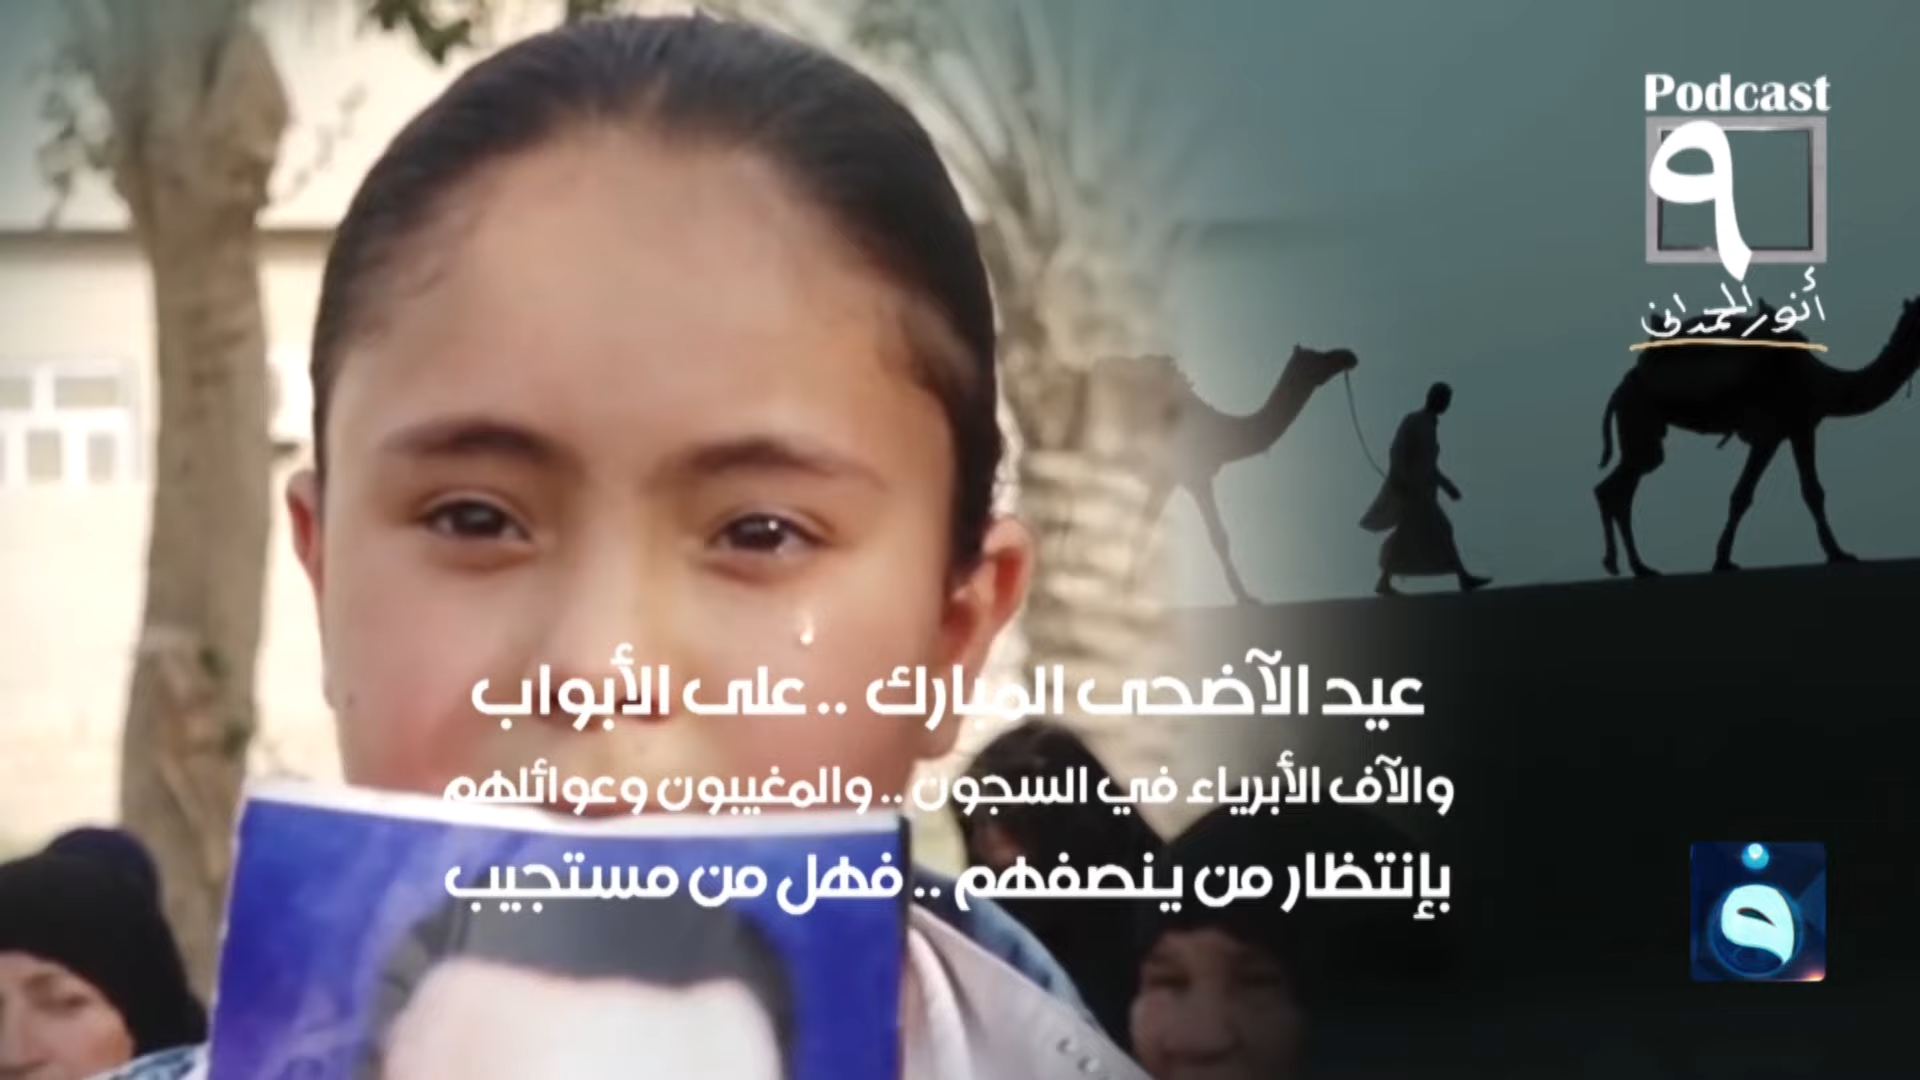 Podcast
٩
أنور الحمداني
عيد الآضحى المبارك .. على الأبواب
والآف الأبرياء في السجون .. والمغيبون وعوائلهم
بإنتظار من ينصفهم .. فهل من مستجيب